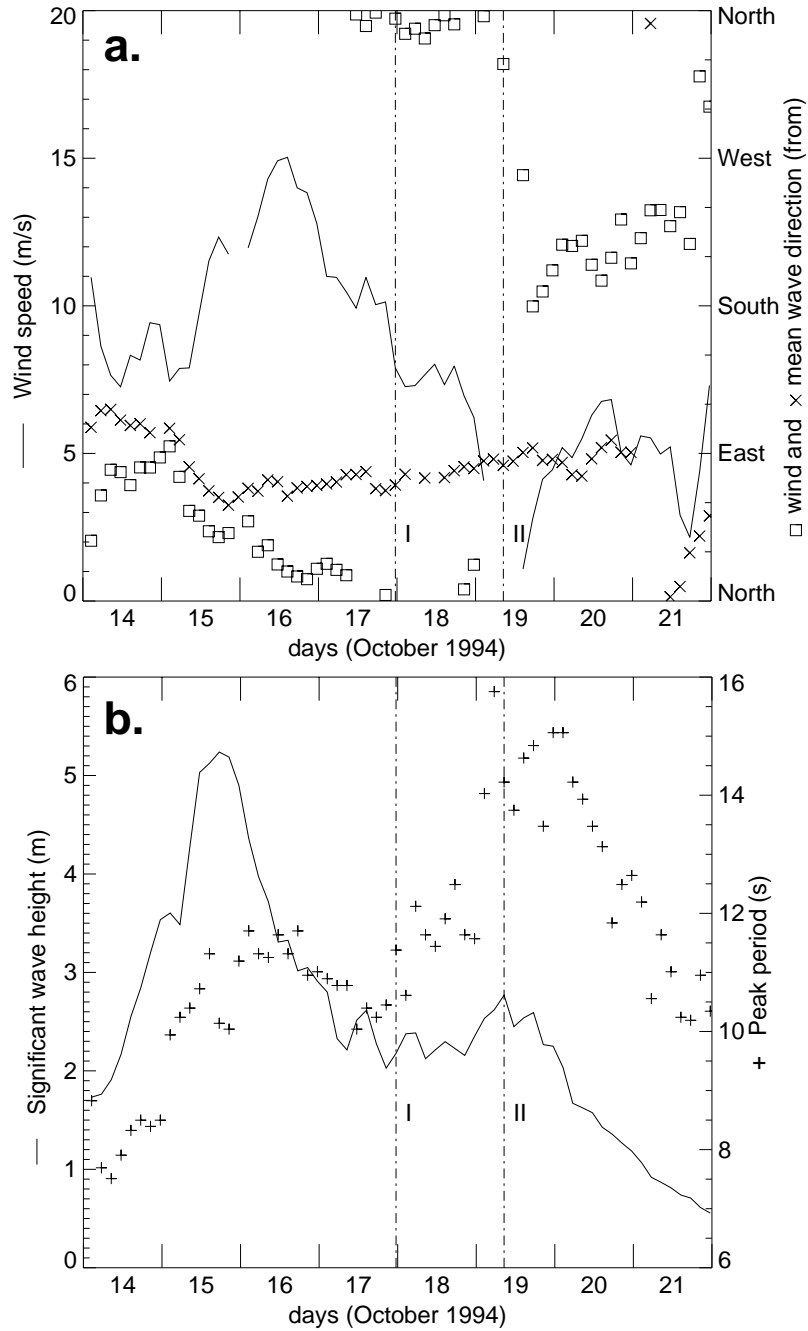 a.
20
15
10
5
0
Wind speed (m/s)
North
West
South
East
North
□ wind and × mean wave direction (from)
I
II
14 15 16 17 18 19 20 21
days (October 1994)
b.
6
5
4
3
2
1
0
Significant wave height (m)
16
14
12
10
8
6
+ Peak period (s)
I
II
14 15 16 17 18 19 20 21
days (October 1994)